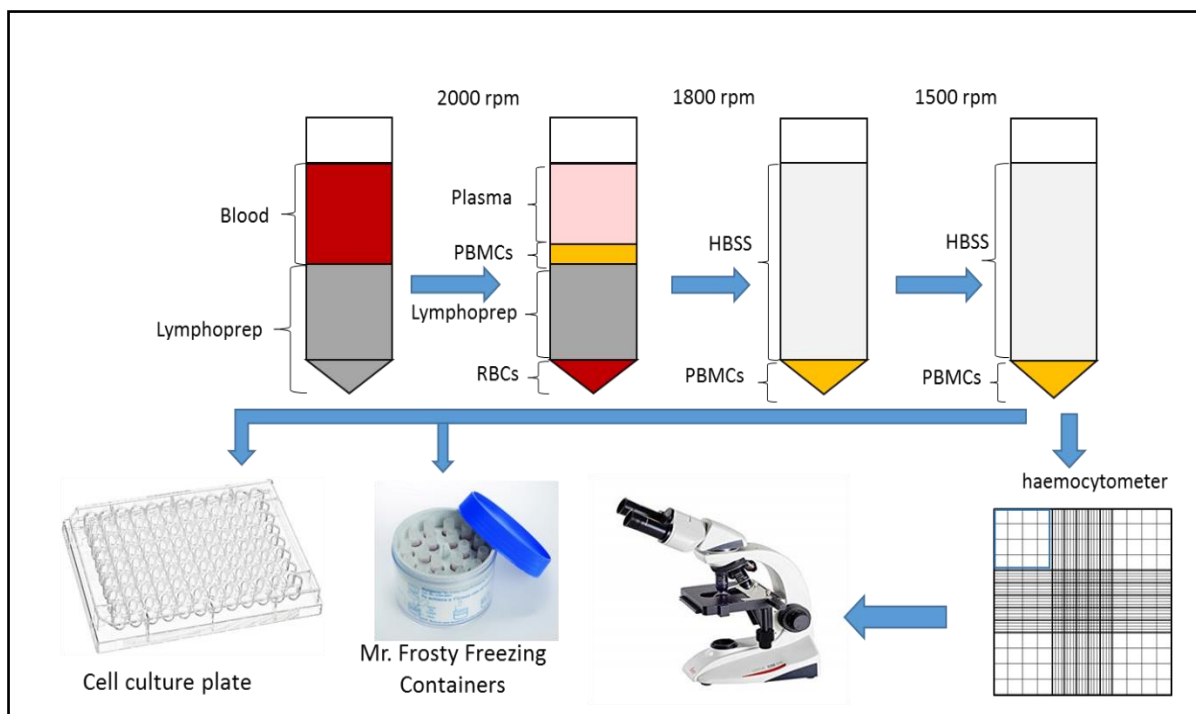 2000 rpm
1800 rpm
1500 rpm
Blood
Lymphoprep
Plasma
PBMCs
Lymphoprep
RBCs
HBSS
PBMCs
HBSS
PBMCs
haemocytometer
Cell culture plate
Mr. Frosty Freezing
Containers